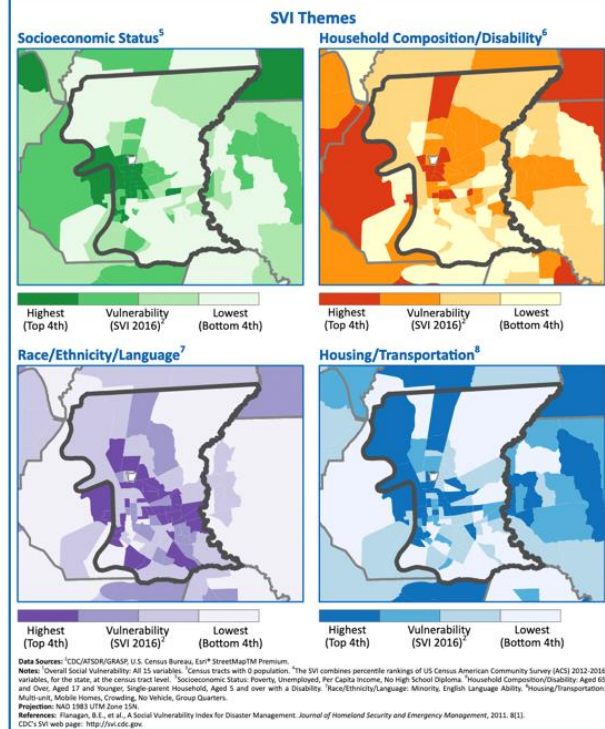 SVI Themes
Socioeconomic Status⁵
Household Composition/Disability⁶
Highest
(Top 4th)
Vulnerability
(SVI 2016)²
Lowest
(Bottom 4th)
Highest
(Top 4th)
Vulnerability
(SVI 2016)²
Lowest
(Bottom 4th)
Race/Ethnicity/Language⁷
Housing/Transportation⁸
Highest
(Top 4th)
Vulnerability
(SVI 2016)²
Lowest
(Bottom 4th)
Highest
(Top 4th)
Vulnerability
(SVI 2016)²
Lowest
(Bottom 4th)
Data Sources: ²CDC/ATSDR/GRASP, U.S. Census Bureau, Esri® StreetMapTM Premium.
Notes: ¹Overall Social Vulnerability: All 15 variables. ³Census tracts with 0 population. ⁴The SVI combines percentile rankings of US Census American Community Survey (ACS) 2012-2016
variables, for the state, at the census tract level. ⁵Socioeconomic Status: Poverty, Unemployed, Per Capita Income, No High School Diploma. ⁶Household Composition/Disability: Aged 65
and Over, Aged 17 and Younger, Single-parent Household, Aged 5 and over with a Disability. ⁷Race/Ethnicity/Language: Minority, English Language Ability. ⁸Housing/Transportation:
Multi-unit, Mobile Homes, Crowding, No Vehicle, Group Quarters.
Projection: NAD 1983 UTM Zone 15N.
References: Flanagan, B.E., et al., A Social Vulnerability Index for Disaster Management. Journal of Homeland Security and Emergency Management, 2011. 8(1).
CDC's SVI web page: http://svi.cdc.gov.